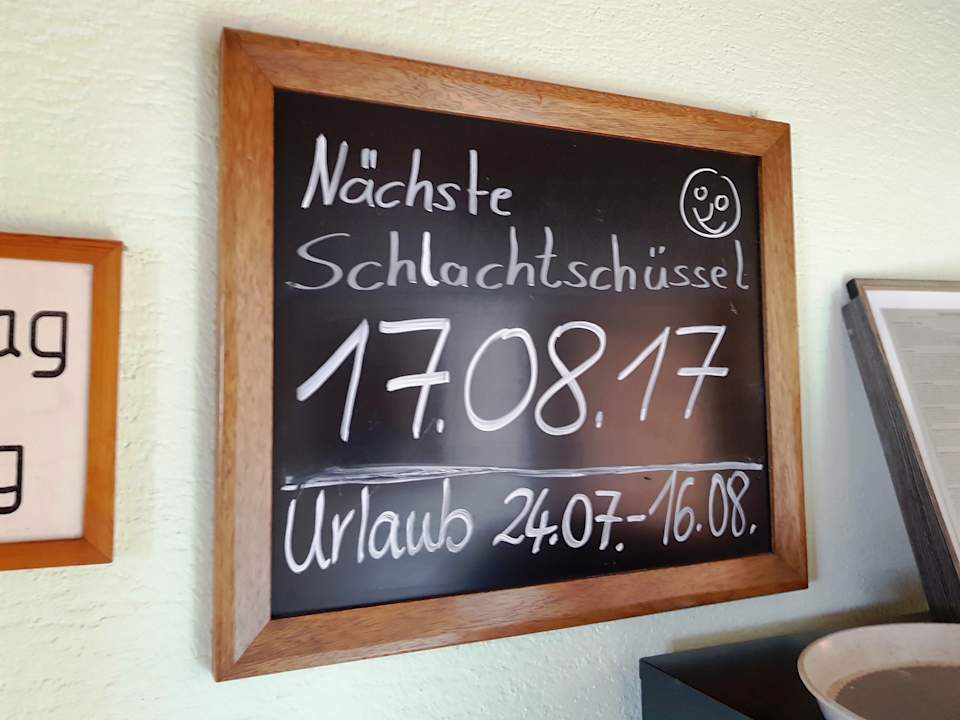 Nächste
Schlachtschüssel
17.08.17
Urlaub 24.07.-16.08.